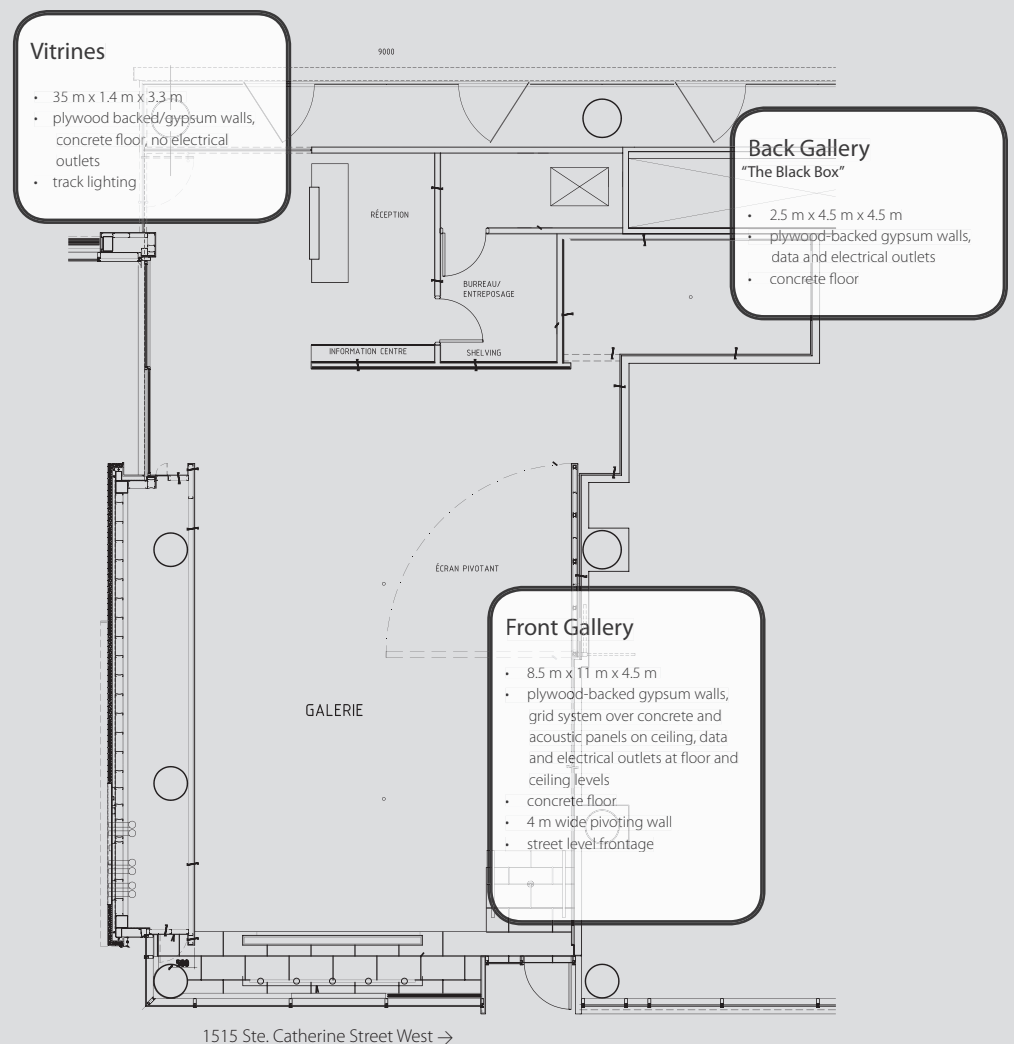 Vitrines
• 35 m x 1.4 m x 3.3 m
• plywood backed/gypsum walls,
concrete floor, no electrical
outlets
• track lighting
9000
Back Gallery
"The Black Box"
• 2.5 m x 4.5 m x 4.5 m
• plywood-backed gypsum walls,
data and electrical outlets
• concrete floor
RÉCEPTION
BURREAU/
ENTREPOSAGE
INFORMATION CENTRE
SHELVING
ÉCRAN PIVOTANT
GALERIE
Front Gallery
• 8.5 m x 11 m x 4.5 m
• plywood-backed gypsum walls,
grid system over concrete and
acoustic panels on ceiling, data
and electrical outlets at floor and
ceiling levels
• concrete floor
• 4 m wide pivoting wall
• street level frontage
1515 Ste. Catherine Street West →